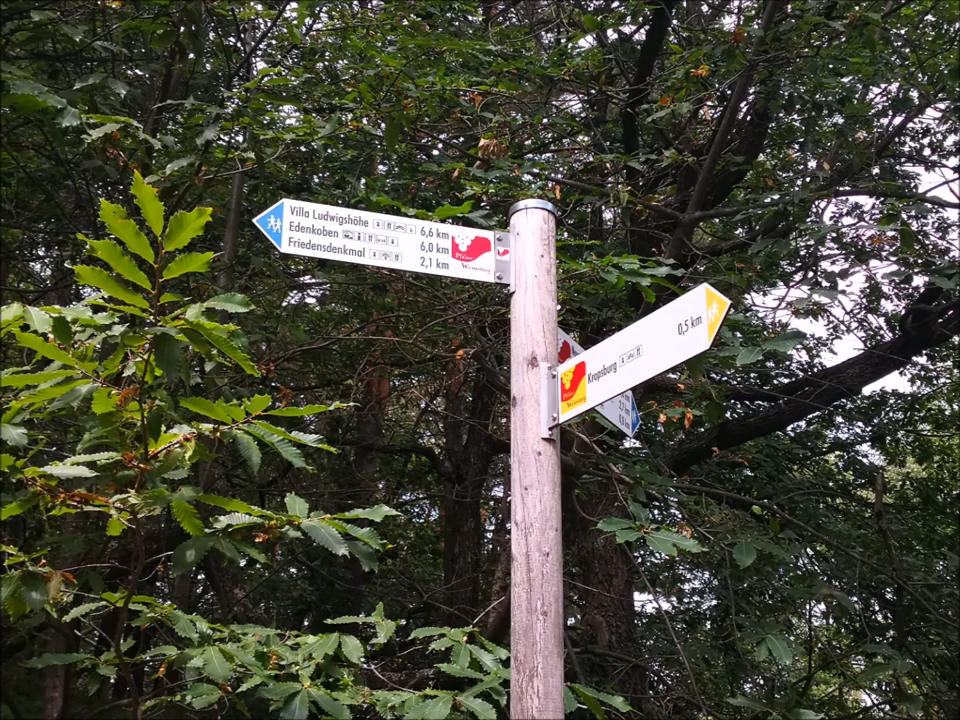 Villa Ludwigshöhe 6,6 km
Edenkoben 6,0 km
Friedensdenkmal 2,1 km
Pfälzer
Weinsteig
Kropsburg 0,5 km
Pfälzer
Weinsteig